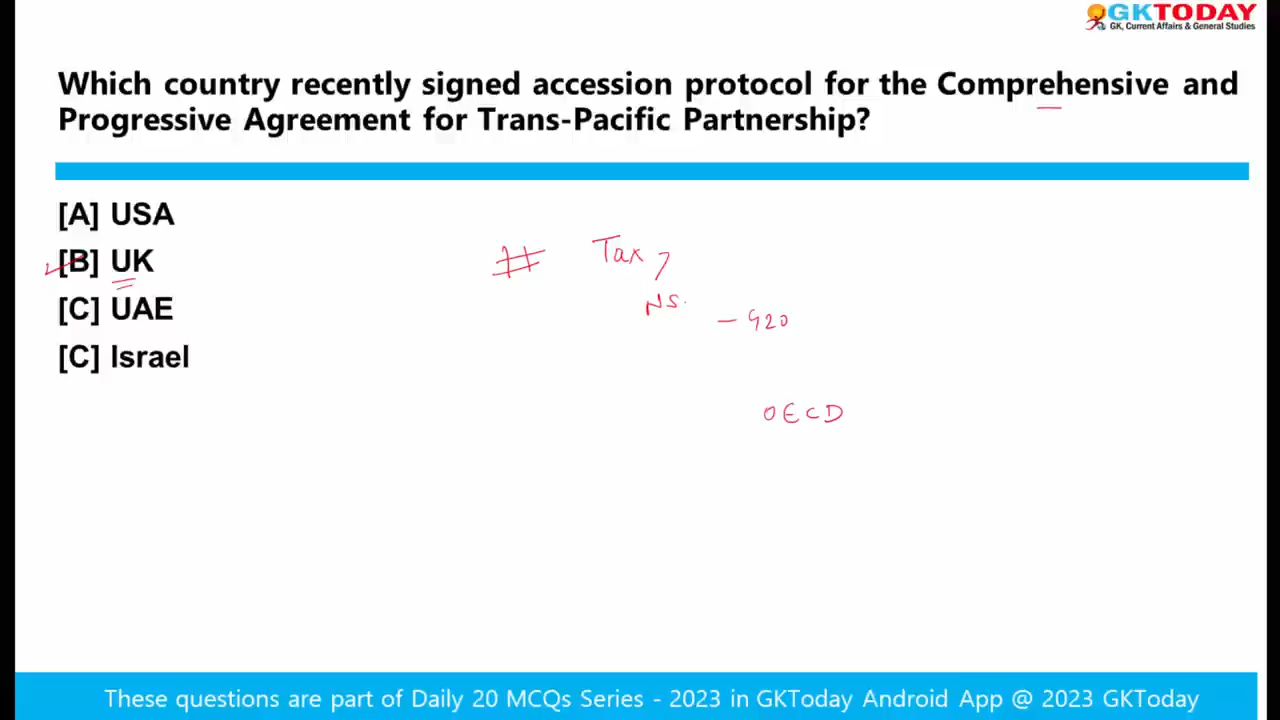 GKTODAY
GK, Current Affairs & General Studies
Which country recently signed accession protocol for the Comprehensive and
Progressive Agreement for Trans-Pacific Partnership?
[A] USA
[B] UK
[C] UAE
[C] Israel
# Tax,
NS.
- G20
OECD
These questions are part of Daily 20 MCQs Series - 2023 in GKToday Android App @ 2023 GKToday